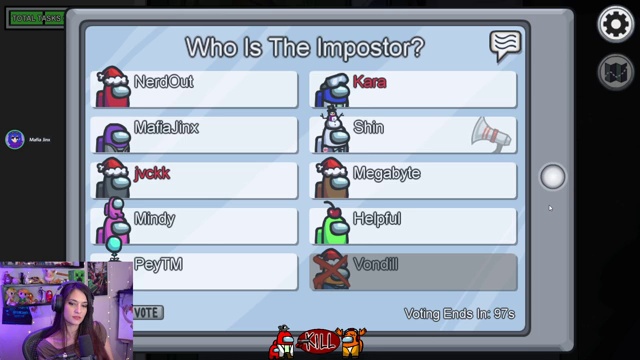 TOTAL TASKS
Who Is The Impostor?
NerdOut
Kara
MafiaJinx
Shin
Mafia Jinx
jvckk
Megabyte
Mindy
Helpful
PeyTM
Vondill
VOTE
Voting Ends In: 97s
KILL